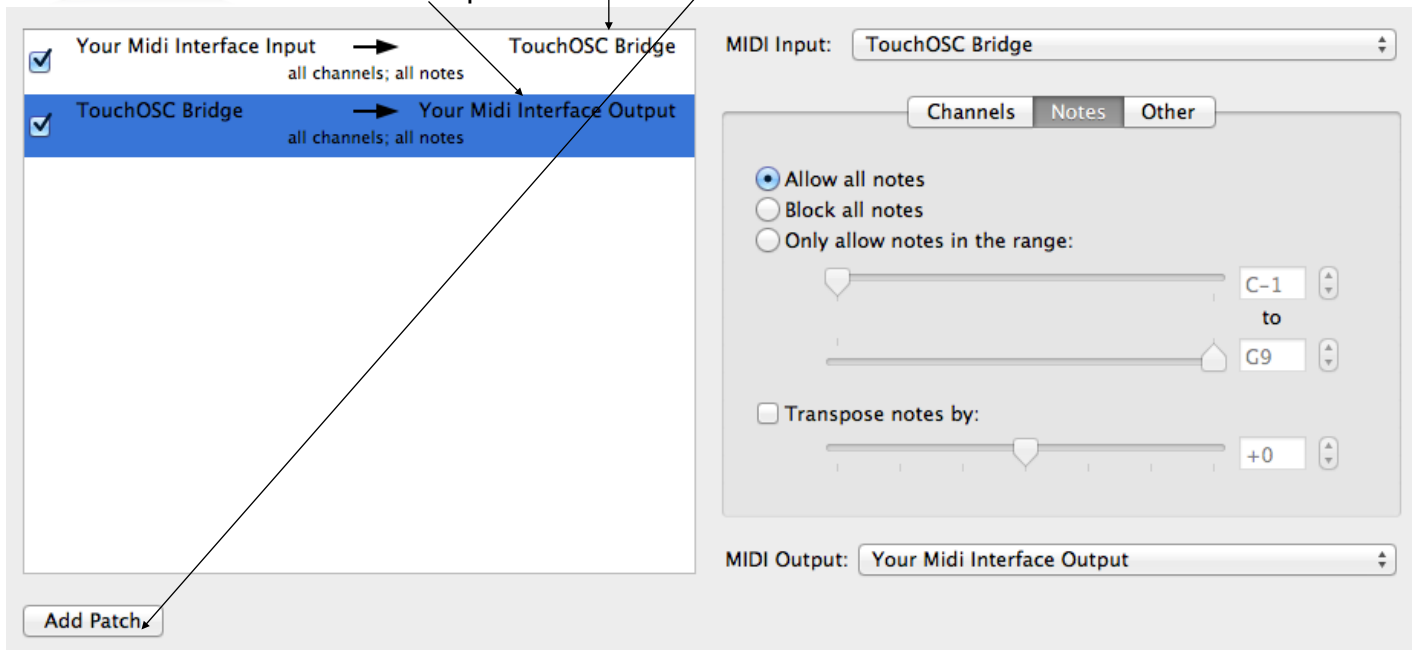 Your Midi Interface Input TouchOSC Bridge
all channels; all notes
TouchOSC Bridge Your Midi Interface Output
all channels; all notes
Add Patch
MIDI Input: TouchOSC Bridge
Channels Notes Other
Allow all notes
Block all notes
Only allow notes in the range:
C-1
to
G9
Transpose notes by:
+0
MIDI Output: Your Midi Interface Output